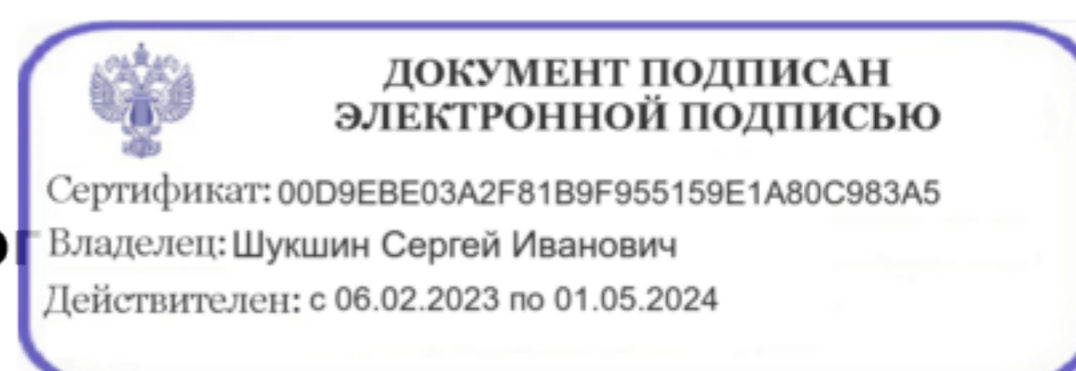 ДОКУМЕНТ ПОДПИСАН
ЭЛЕКТРОННОЙ ПОДПИСЬЮ
Сертификат: 00D9EBE03A2F81B9F955159E1A80C983A5
Владелец: Шукшин Сергей Иванович
Действителен: с 06.02.2023 по 01.05.2024